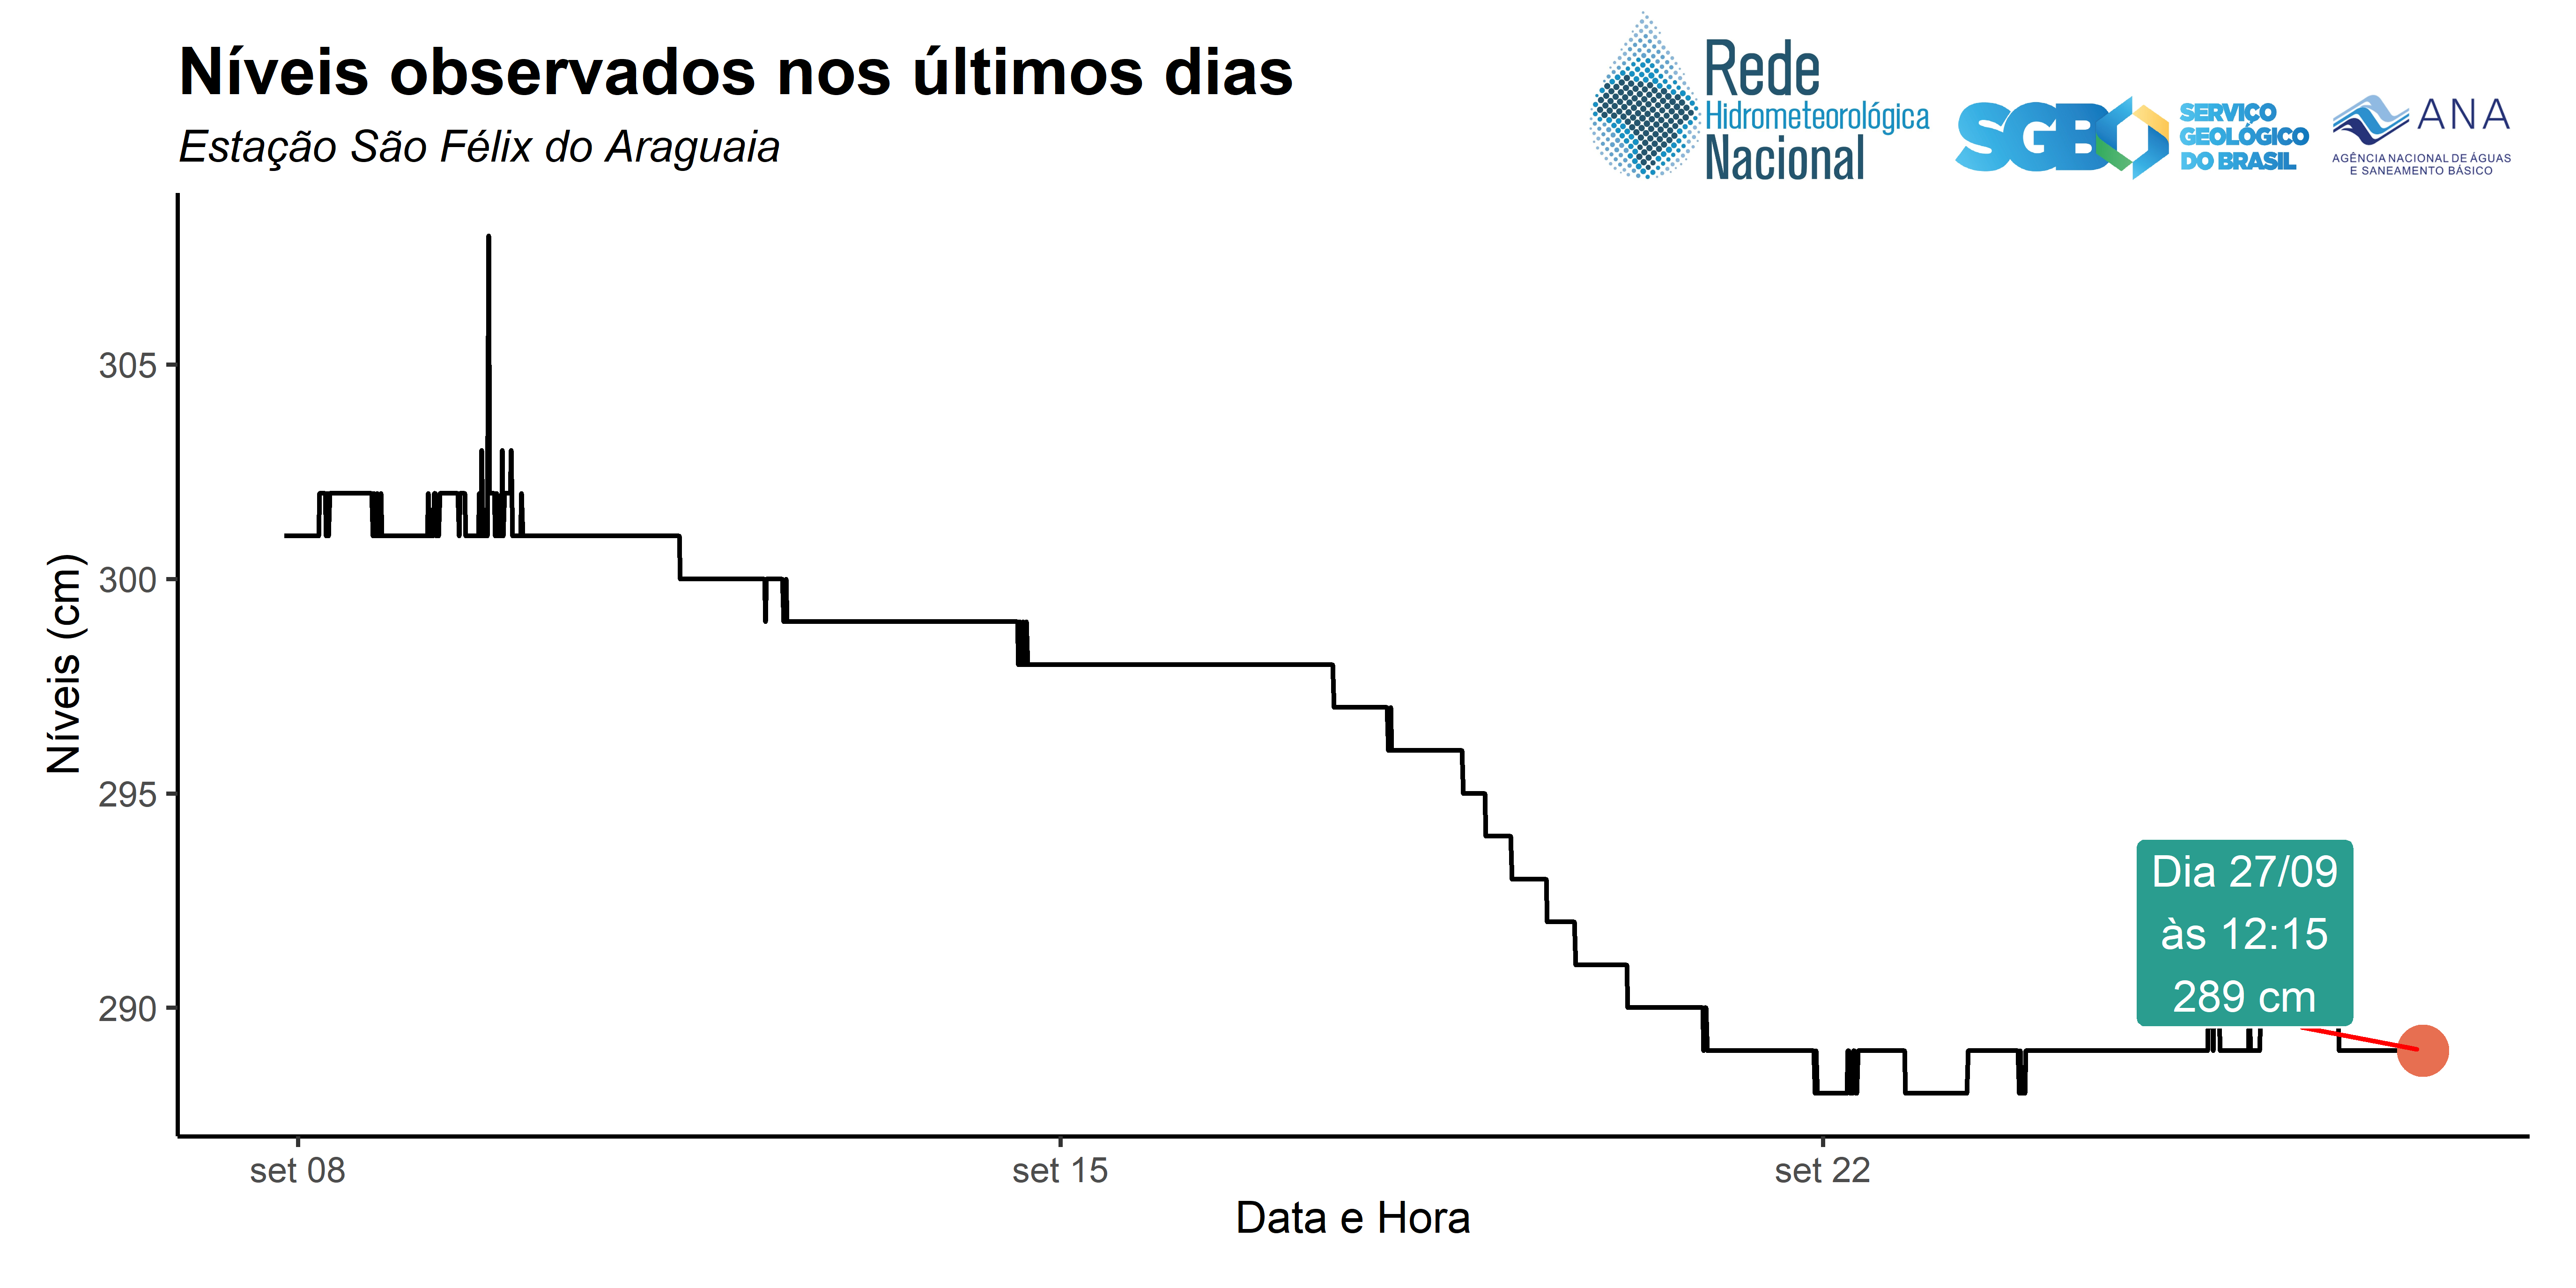 Níveis observados nos últimos dias
Estação São Félix do Araguaia
Rede
Hidrometeorológica
Nacional
SGB
SERVIÇO
GEOLÓGICO
DO BRASIL
ANA
AGÊNCIA NACIONAL DE ÁGUAS
E SANEAMENTO BÁSICO
Níveis (cm)
305
300
295
290
Dia 27/09
às 12:15
289 cm
set 08
set 15
set 22
Data e Hora